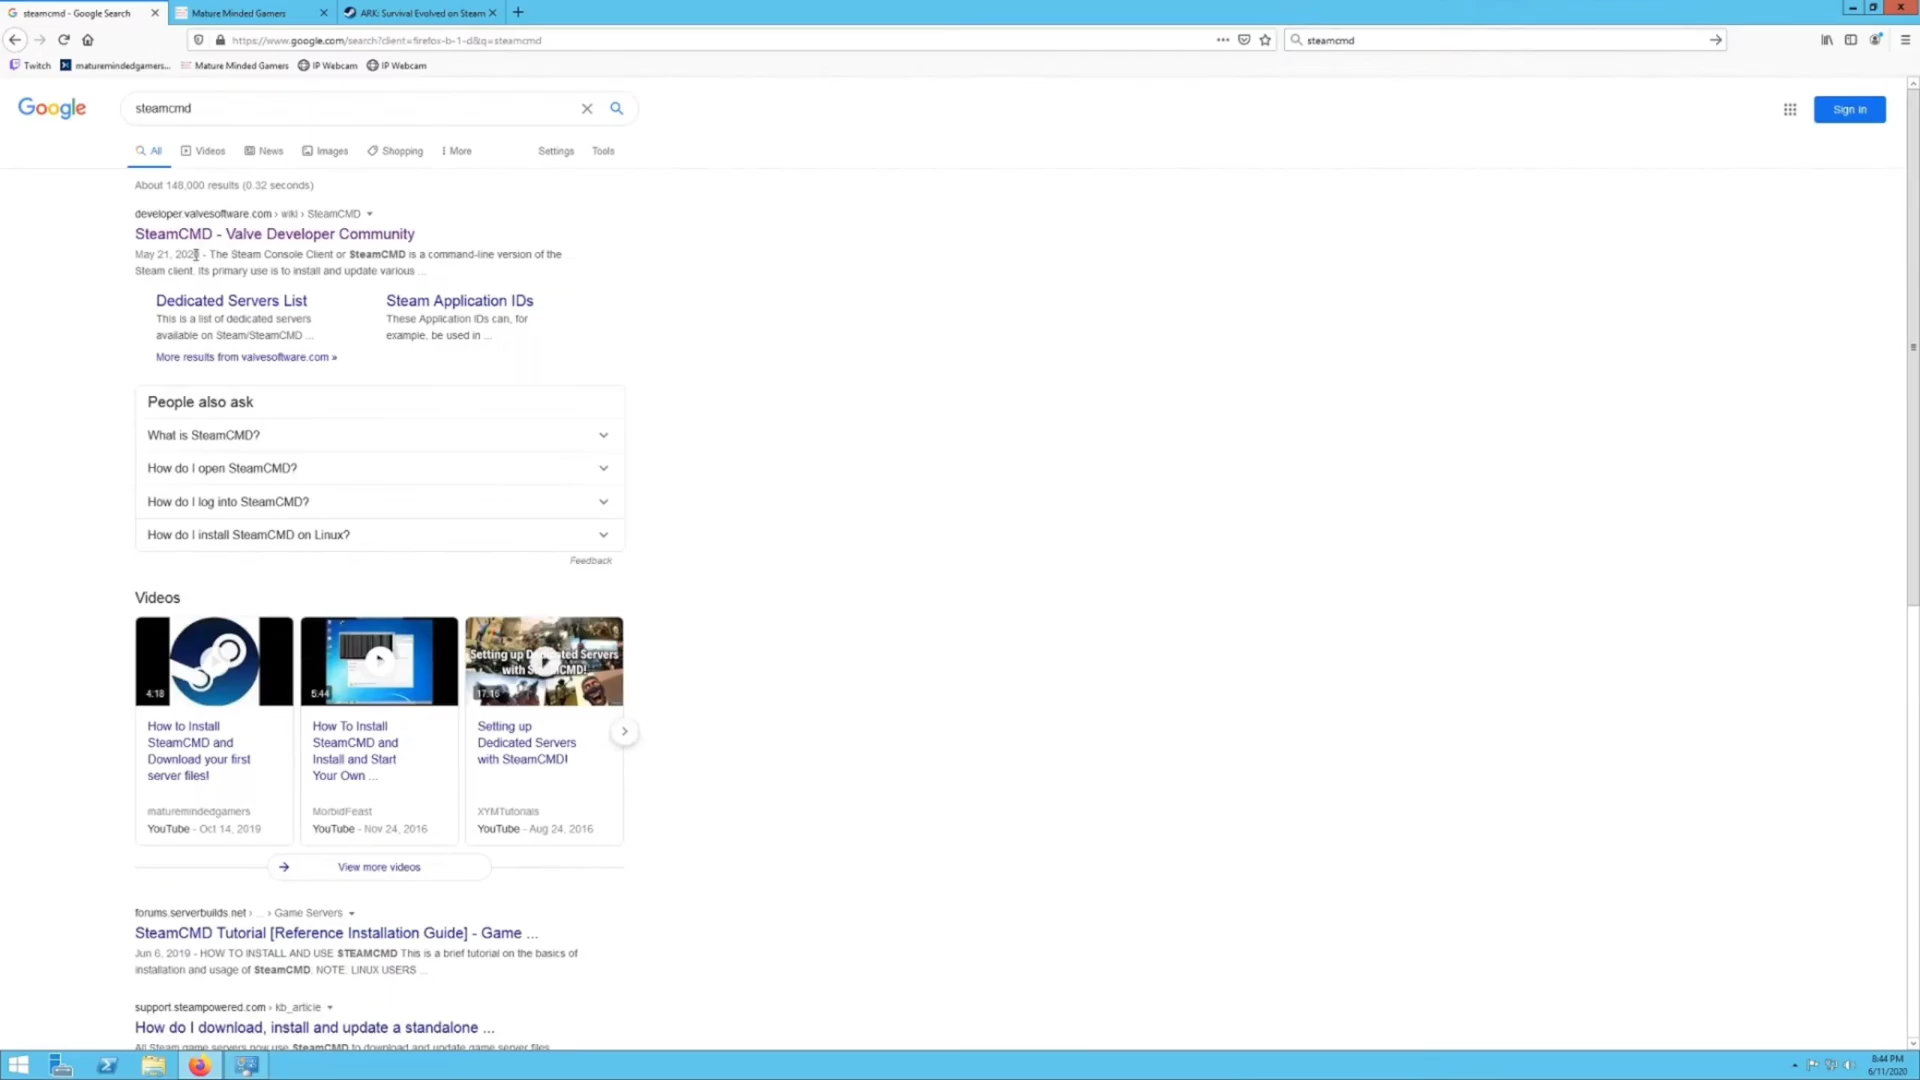 steamcmd - Google Search
Mature Minded Gamers
ARK: Survival Evolved on Steam
https://www.google.com/search?client=firefox-b-1-d&q=steamcmd
steamcmd
Twitch
maturemindedgamers...
Mature Minded Gamers
IP Webcam
IP Webcam
Google
steamcmd
Sign in
All
Videos
News
Images
Shopping
More
Settings
Tools
About 148,000 results (0.32 seconds)
developer.valvesoftware.com › wiki › SteamCMD
SteamCMD - Valve Developer Community
May 21, 2020 - The Steam Console Client or SteamCMD is a command-line version of the
Steam client. Its primary use is to install and update various ...
Dedicated Servers List
This is a list of dedicated servers
available on Steam/SteamCMD ...
Steam Application IDs
These Application IDs can, for
example, be used in ...
More results from valvesoftware.com »
People also ask
What is SteamCMD?
How do I open SteamCMD?
How do I log into SteamCMD?
How do I install SteamCMD on Linux?
Feedback
Videos
4:18
5:44
Setting up Dedicated Servers
with SteamCMD!
17:16
How to Install
SteamCMD and
Download your first
server files!
maturemindedgamers
YouTube - Oct 14, 2019
How To Install
SteamCMD and
Install and Start
Your Own ...
MorbidFeast
YouTube - Nov 24, 2016
Setting up
Dedicated Servers
with SteamCMD!
XYMTutorials
YouTube - Aug 24, 2016
View more videos
forums.serverbuilds.net › ... › Game Servers
SteamCMD Tutorial [Reference Installation Guide] - Game ...
Jun 6, 2019 - HOW TO INSTALL AND USE STEAMCMD This is a brief tutorial on the basics of
installation and usage of SteamCMD. NOTE. LINUX USERS ...
support.steampowered.com › kb_article
How do I download, install and update a standalone ...
All Steam game servers now use SteamCMD to download and update game server files
8:44 PM
6/11/2020